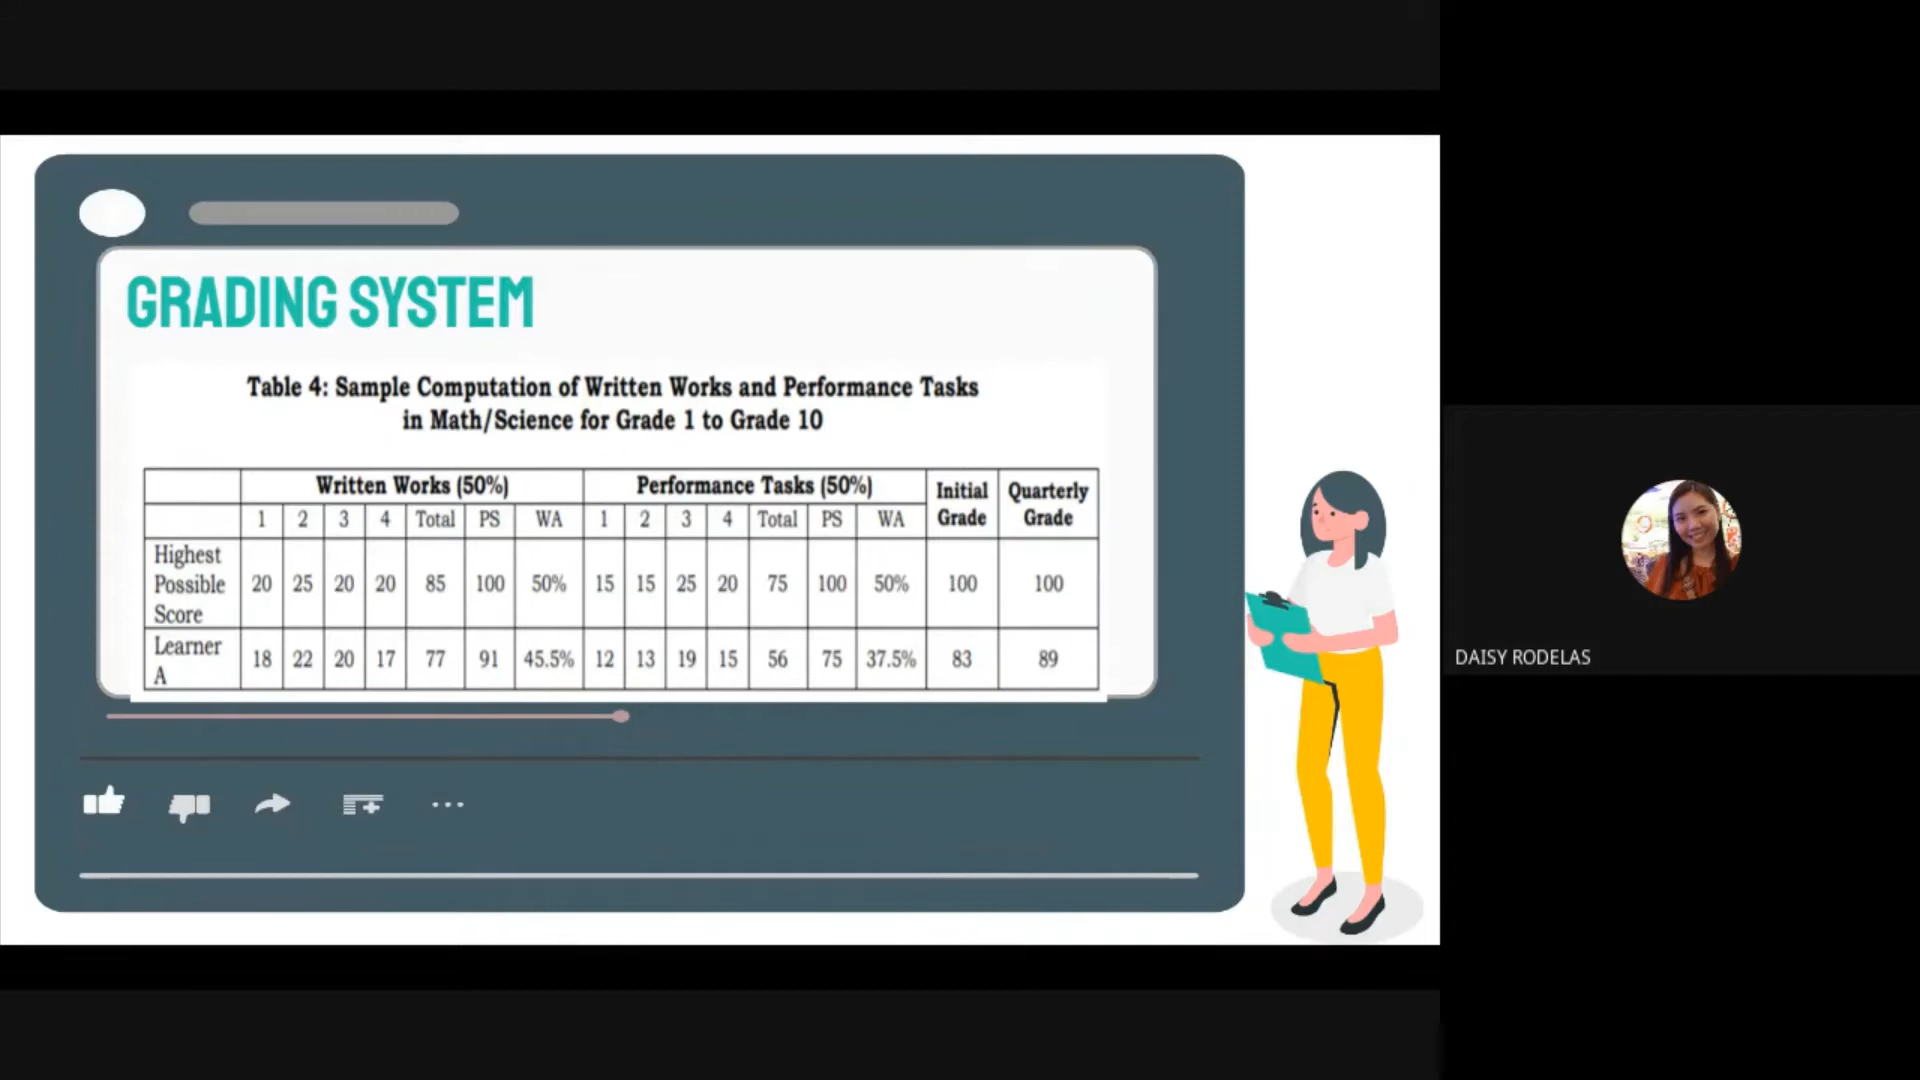 GRADING SYSTEM
Table 4: Sample Computation of Written Works and Performance Tasks
in Math/Science for Grade 1 to Grade 10
Written Works (50%) Performance Tasks (50%) Initial Grade Quarterly Grade
1 2 3 4 Total PS WA 1 2 3 4 Total PS WA
Highest Possible Score 20 25 20 20 85 100 50% 15 15 25 20 75 100 50% 100 100
Learner A 18 22 20 17 77 91 45.5% 12 13 19 15 56 75 37.5% 83 89
DAISY RODELAS